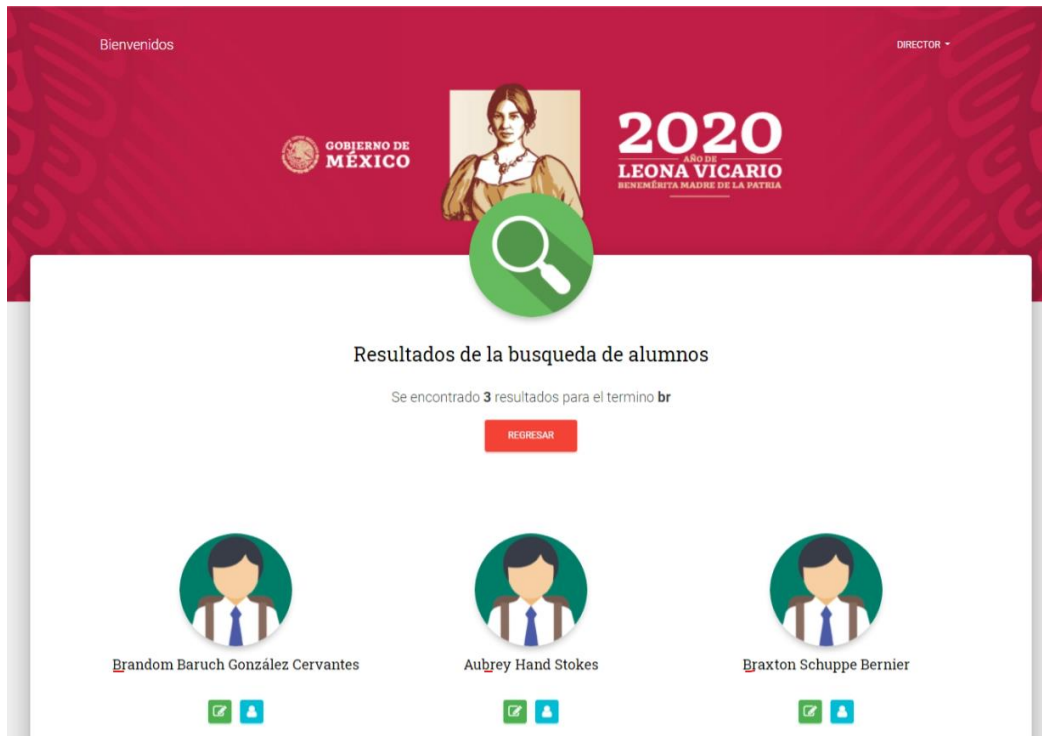 Bienvenidos
DIRECTOR
GOBIERNO DE
MÉXICO
2020
AÑO DE
LEONA VICARIO
BENEMÉRITA MADRE DE LA PATRIA
Resultados de la busqueda de alumnos
Se encontrado 3 resultados para el termino br
REGRESAR
Brandom Baruch González Cervantes
Aubrey Hand Stokes
Braxton Schuppe Bernier